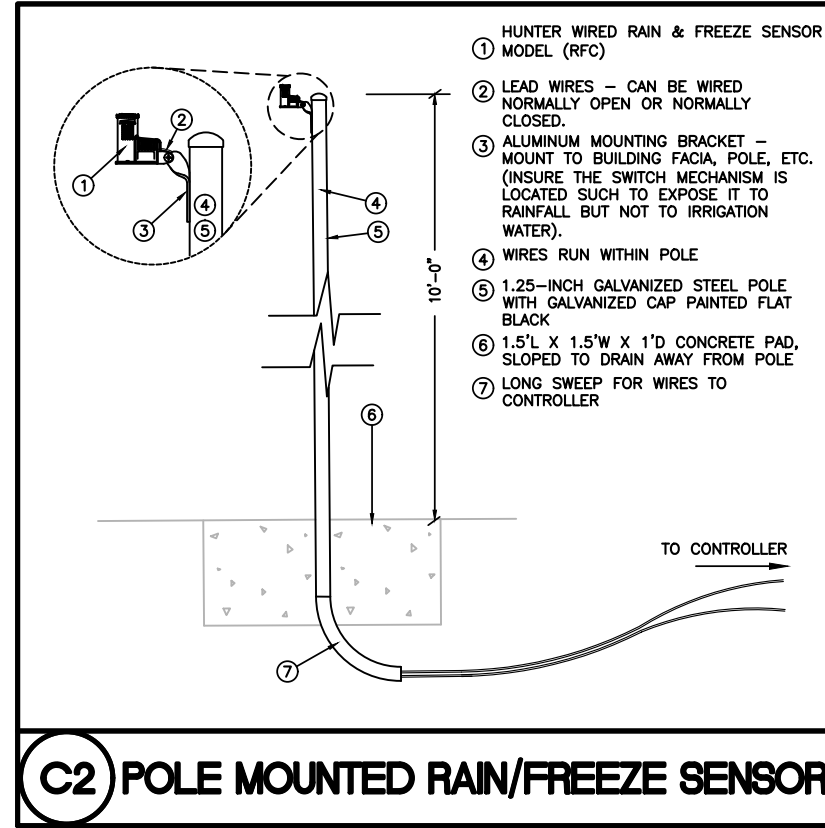 ① HUNTER WIRED RAIN & FREEZE SENSOR
MODEL (RFC)
② LEAD WIRES – CAN BE WIRED
NORMALLY OPEN OR NORMALLY
CLOSED.
③ ALUMINUM MOUNTING BRACKET –
MOUNT TO BUILDING FACIA, POLE, ETC.
(INSURE THE SWITCH MECHANISM IS
LOCATED SUCH TO EXPOSE IT TO
RAINFALL BUT NOT TO IRRIGATION
WATER).
④ WIRES RUN WITHIN POLE
⑤ 1.25–INCH GALVANIZED STEEL POLE
WITH GALVANIZED CAP PAINTED FLAT
BLACK
⑥ 1.5'L X 1.5'W X 1'D CONCRETE PAD,
SLOPED TO DRAIN AWAY FROM POLE
⑦ LONG SWEEP FOR WIRES TO
CONTROLLER
②
①
③
④
⑤
④
⑤
10'–0"
⑥
TO CONTROLLER
⑦
C2 POLE MOUNTED RAIN/FREEZE SENSOR